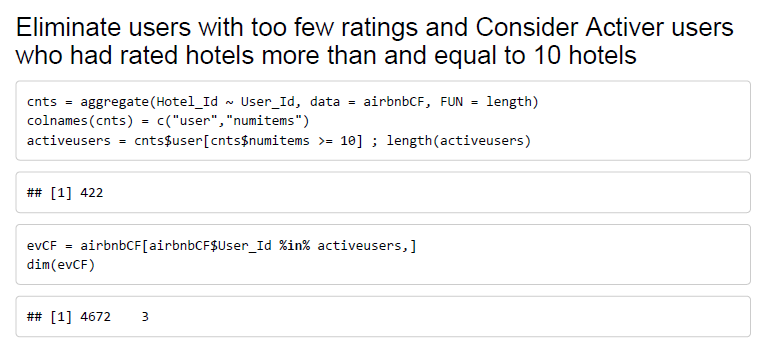 Eliminate users with too few ratings and Consider Activer users
who had rated hotels more than and equal to 10 hotels
cnts = aggregate(Hotel_Id ~ User_Id, data = airbnbCF, FUN = length)
colnames(cnts) = c("user","numitems")
activeusers = cnts$user[cnts$numitems >= 10] ; length(activeusers)
## [1] 422
evCF = airbnbCF[airbnbCF$User_Id %in% activeusers,]
dim(evCF)
## [1] 4672    3